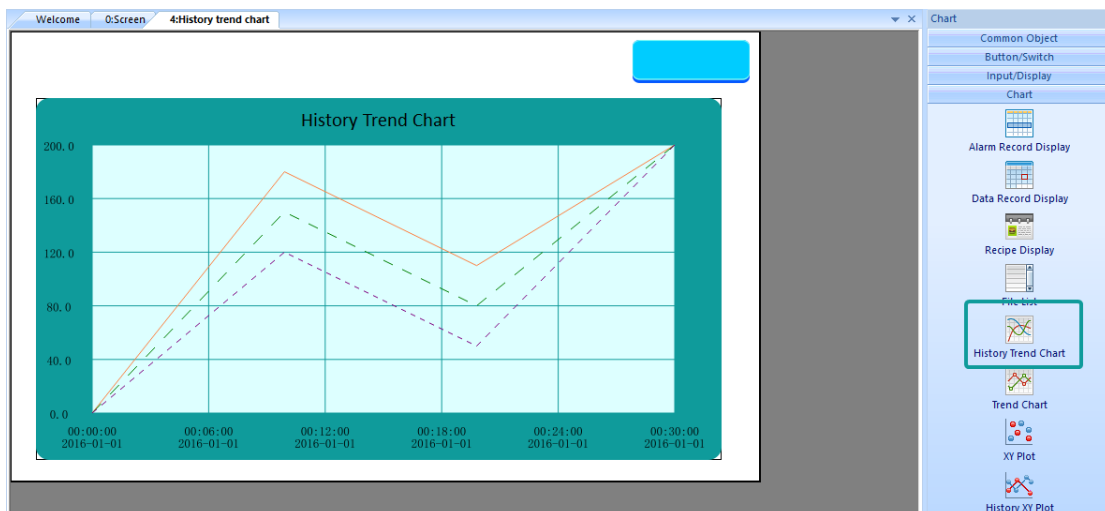 Welcome
0:Screen
4:History trend chart
Chart
Common Object
Button/Switch
Input/Display
Chart
Alarm Record Display
Data Record Display
Recipe Display
File List
History Trend Chart
Trend Chart
XY Plot
History XY Plot
History Trend Chart
200.0
160.0
120.0
80.0
40.0
0.0
00:00:00 00:06:00 00:12:00 00:18:00 00:24:00 00:30:00
2016-01-01 2016-01-01 2016-01-01 2016-01-01 2016-01-01 2016-01-01